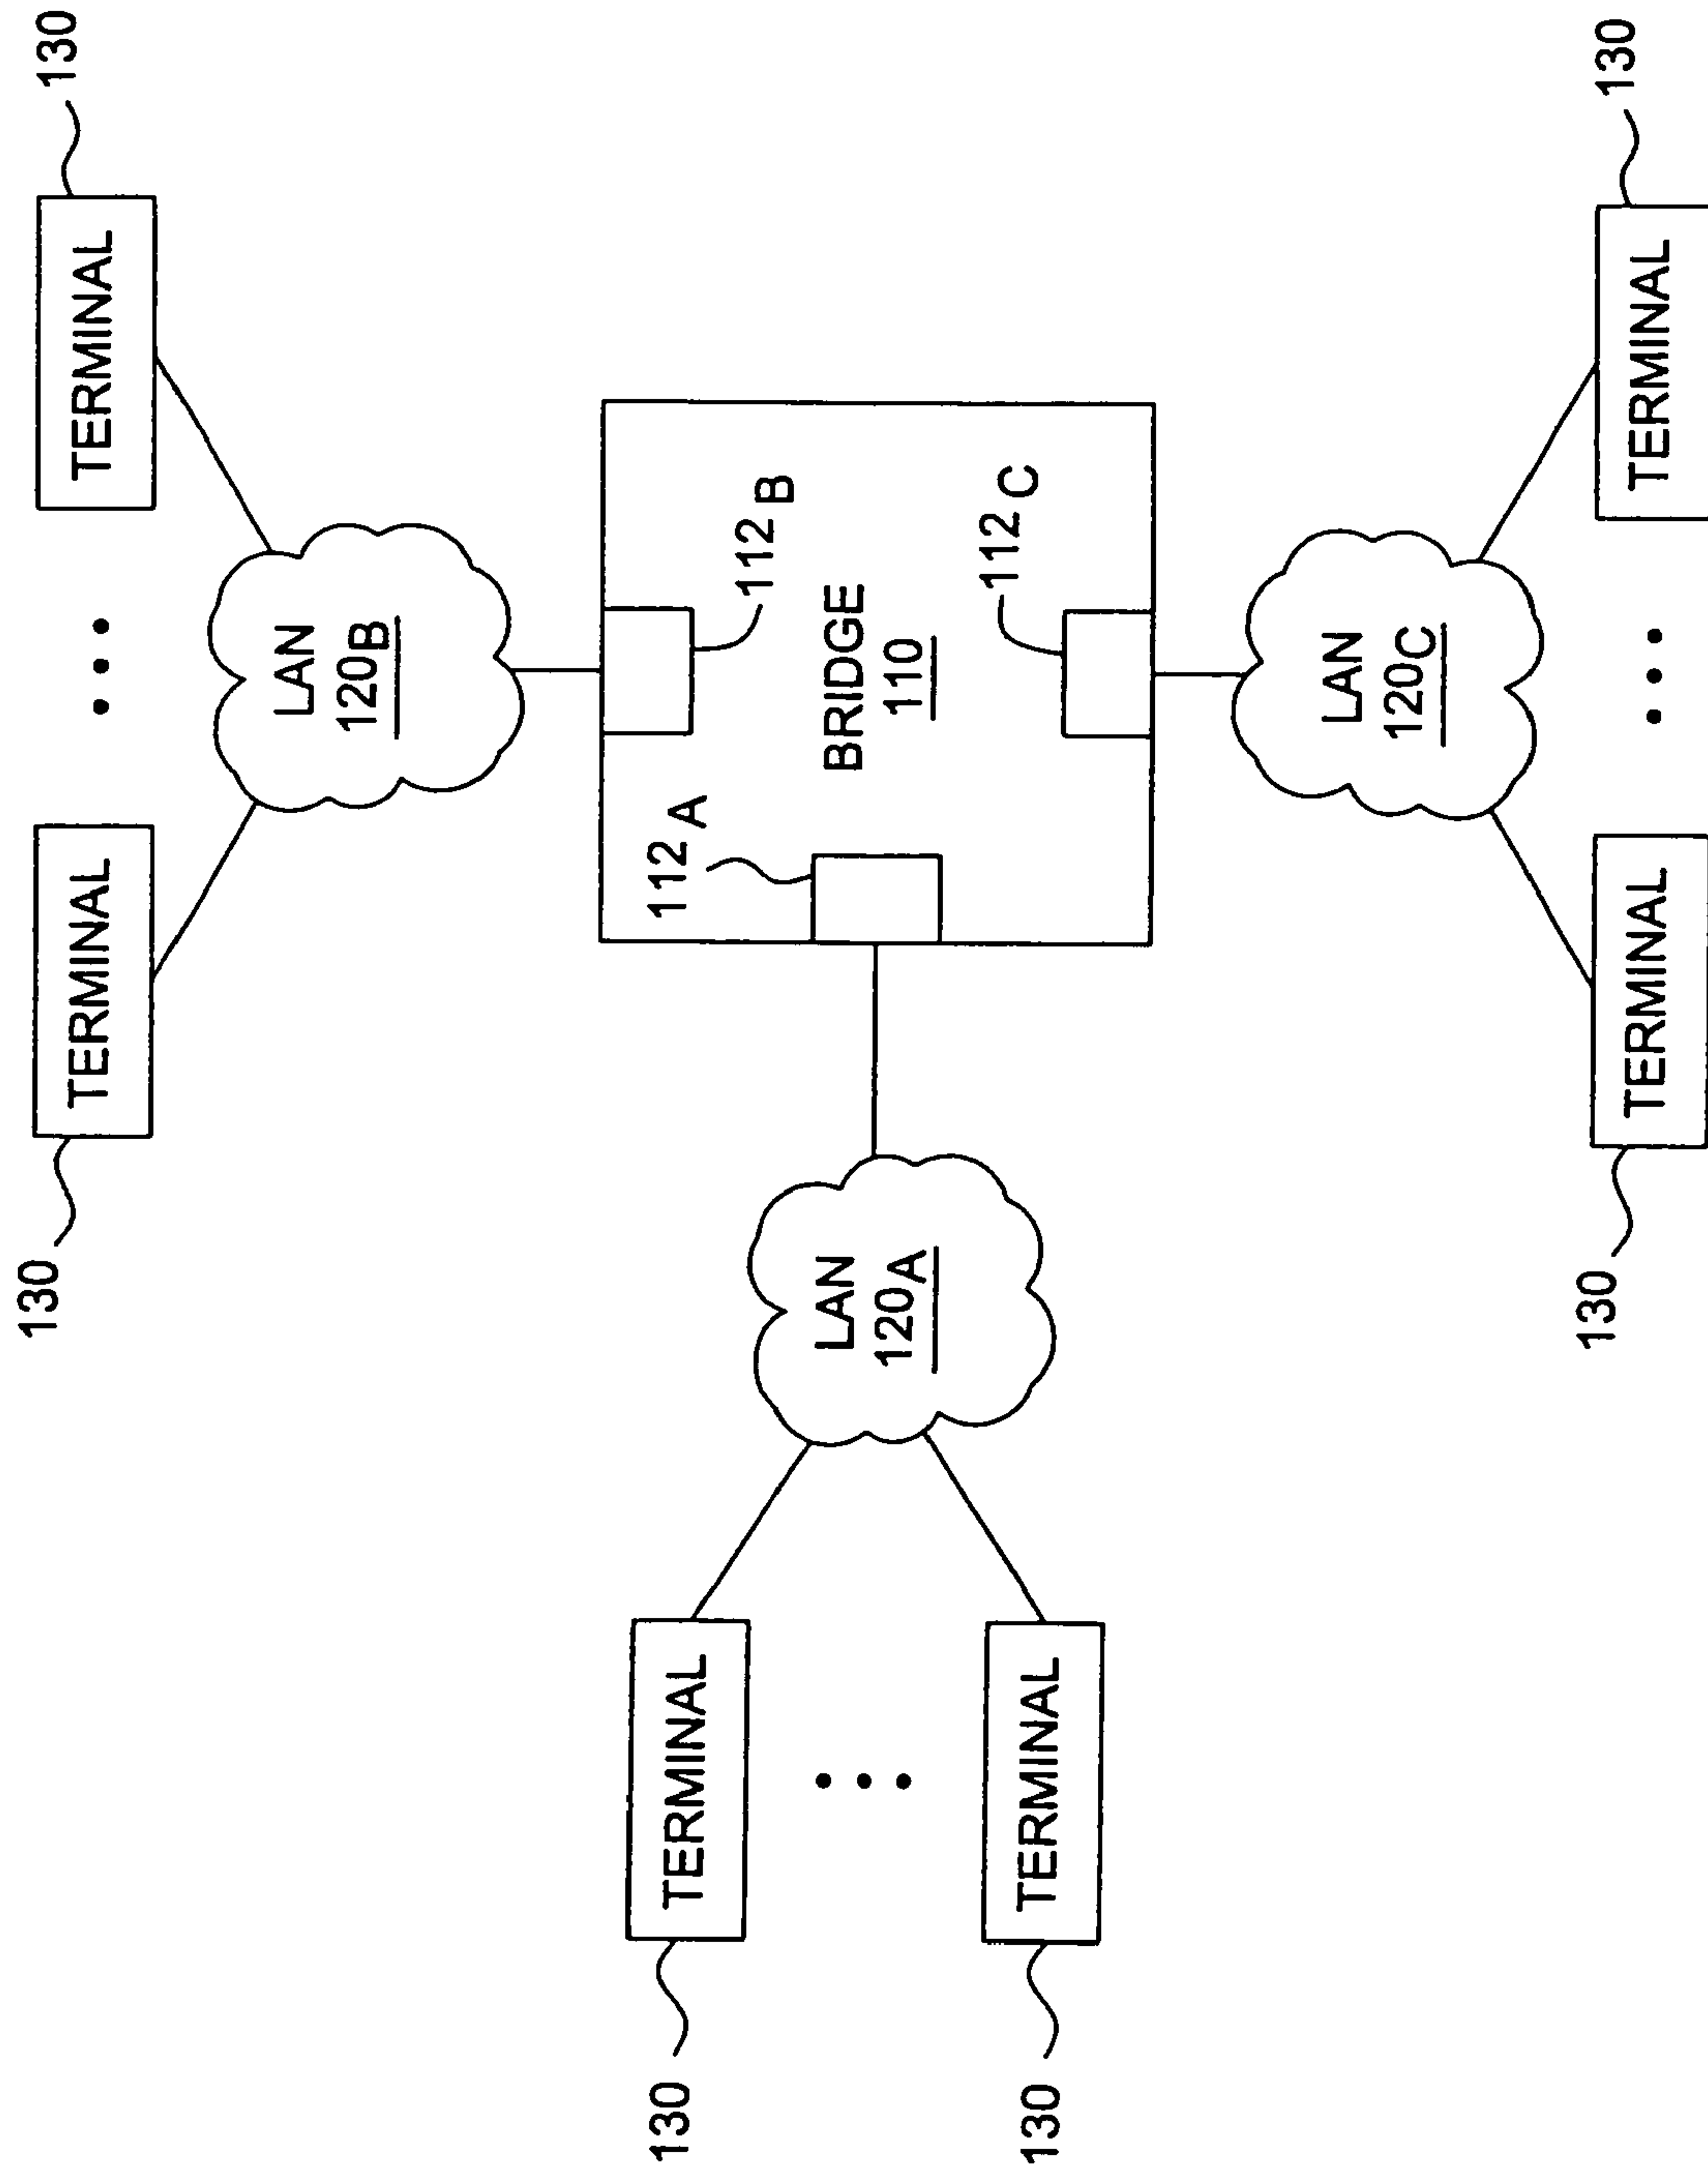 130
TERMINAL
TERMINAL
130
LAN
120B
112B
112A
BRIDGE
110
112C
130
TERMINAL
LAN
120A
130
TERMINAL
LAN
120C
TERMINAL
130
TERMINAL
130